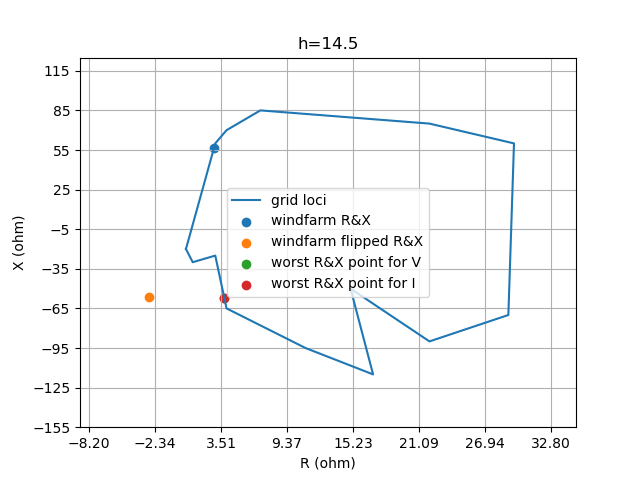 h=14.5
115
85
55
25
−5
−35
−65
−95
−125
−155
X (ohm)
grid loci
windfarm R&X
windfarm flipped R&X
worst R&X point for V
worst R&X point for I
−8.20 −2.34 3.51 9.37 15.23 21.09 26.94 32.80
R (ohm)